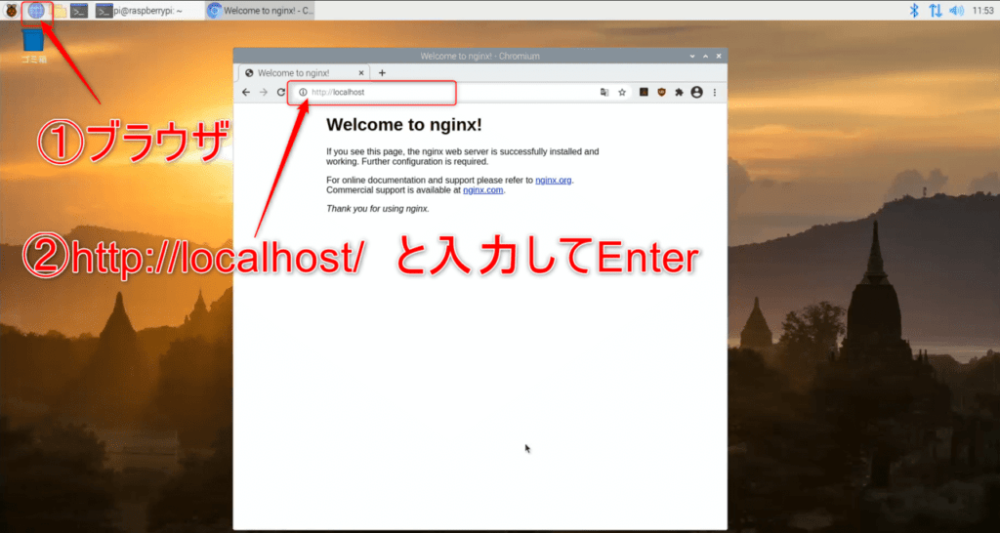 pi@raspberrypi: ~
Welcome to nginx! - C...
11:53
ゴミ箱
Welcome to nginx! - Chromium
Welcome to nginx!
http://localhost
①ブラウザ
Welcome to nginx!
If you see this page, the nginx web server is successfully installed and
working. Further configuration is required.
For online documentation and support please refer to nginx.org.
Commercial support is available at nginx.com.
Thank you for using nginx.
②http://localhost/ と入力してEnter